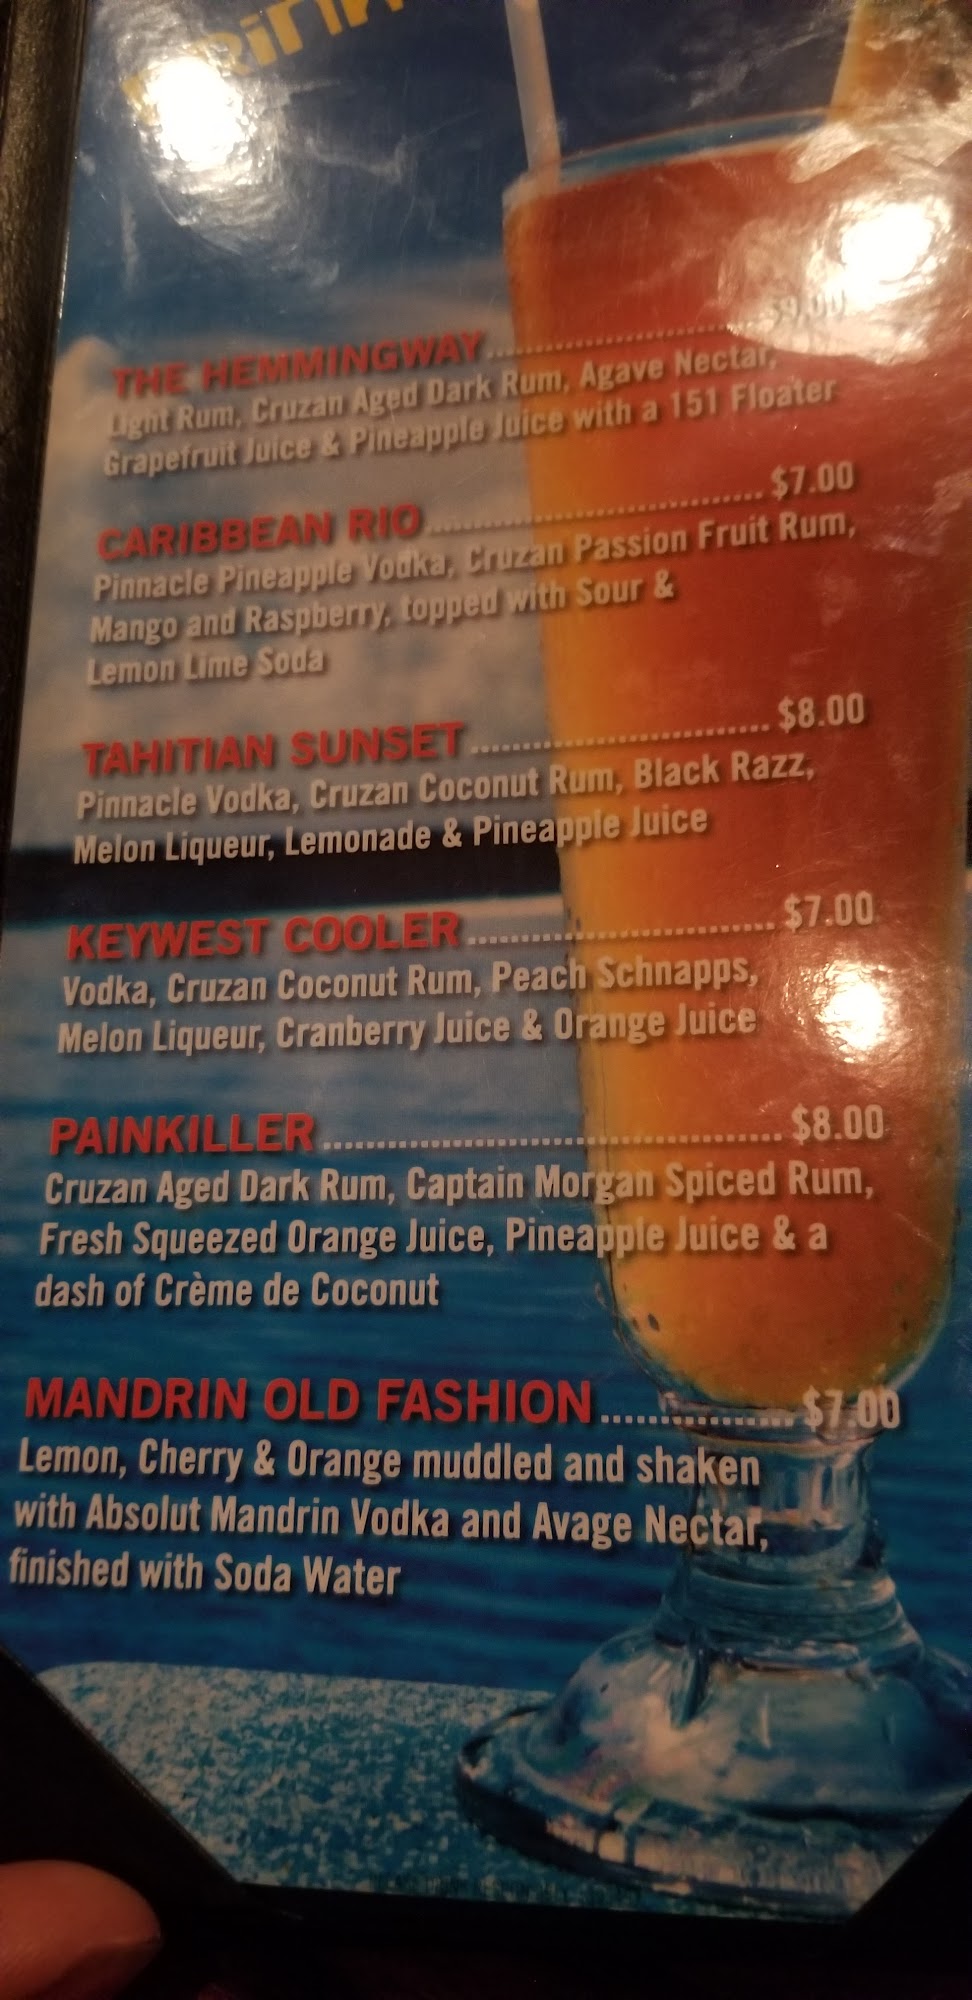 THE HEMMINGWAY........................ $9.00
Light Rum, Cruzan Aged Dark Rum, Agave Nectar,
Grapefruit Juice & Pineapple Juice with a 151 Floater
CARIBBEAN RIO................................ $7.00
Pinnacle Pineapple Vodka, Cruzan Passion Fruit Rum,
Mango and Raspberry, topped with Sour &
Lemon Lime Soda
TAHITIAN SUNSET............................ $8.00
Pinnacle Vodka, Cruzan Coconut Rum, Black Razz,
Melon Liqueur, Lemonade & Pineapple Juice
KEYWEST COOLER............................ $7.00
Vodka, Cruzan Coconut Rum, Peach Schnapps,
Melon Liqueur, Cranberry Juice & Orange Juice
PAINKILLER.......................................... $8.00
Cruzan Aged Dark Rum, Captain Morgan Spiced Rum,
Fresh Squeezed Orange Juice, Pineapple Juice & a
dash of Crème de Coconut
MANDRIN OLD FASHION................. $7.00
Lemon, Cherry & Orange muddled and shaken
with Absolut Mandrin Vodka and Avage Nectar,
finished with Soda Water